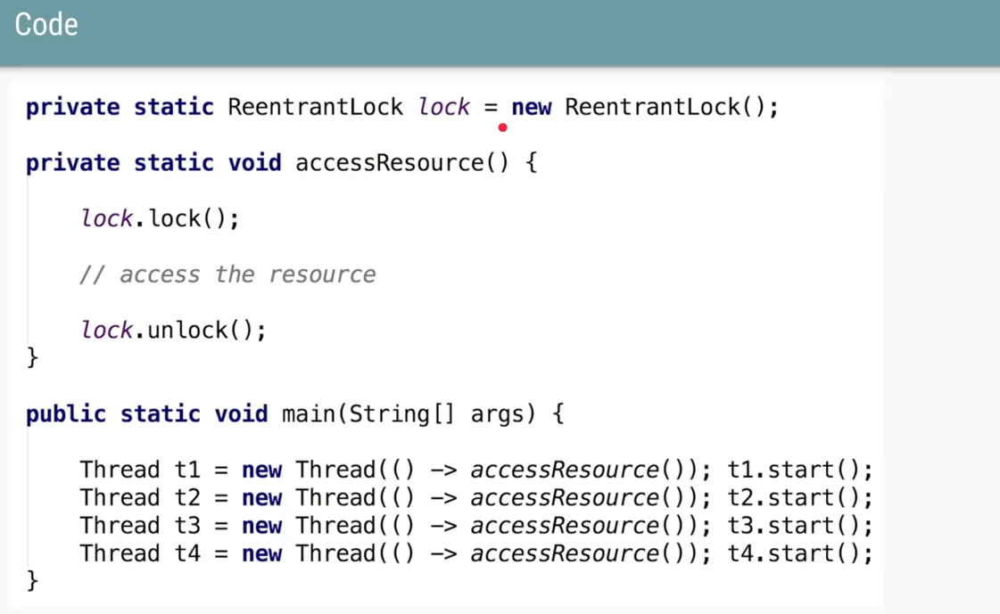 Code
private static ReentrantLock lock = new ReentrantLock();
private static void accessResource() {
lock.lock();
// access the resource
lock.unlock();
}
public static void main(String[] args) {
Thread t1 = new Thread(() -> accessResource()); t1.start();
Thread t2 = new Thread(() -> accessResource()); t2.start();
Thread t3 = new Thread(() -> accessResource()); t3.start();
Thread t4 = new Thread(() -> accessResource()); t4.start();
}